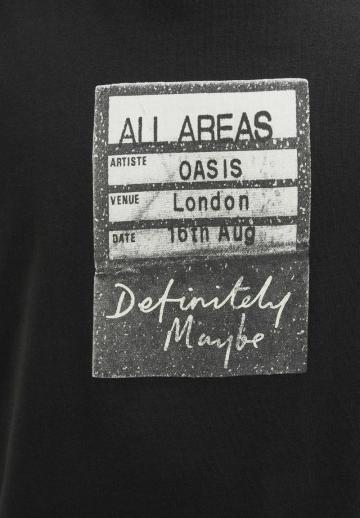 ALL AREAS
ARTISTE OASIS
VENUE London
DATE 16th Aug
Definitely
Maybe